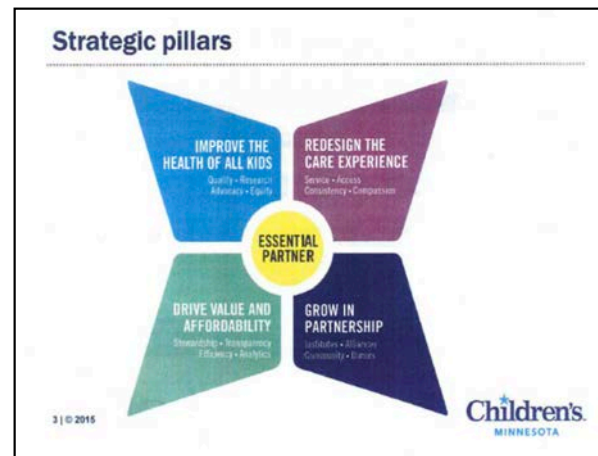 Strategic pillars
IMPROVE THE
HEALTH OF ALL KIDS
Quality • Research
Advocacy • Equity
REDESIGN THE
CARE EXPERIENCE
Service • Access
Consistency • Compassion
ESSENTIAL
PARTNER
DRIVE VALUE AND
AFFORDABILITY
Stewardship • Transparency
Efficiency • Analytics
GROW IN
PARTNERSHIP
Institutes • Alliances
Community •
3 | © 2015
Children's
MINNESOTA